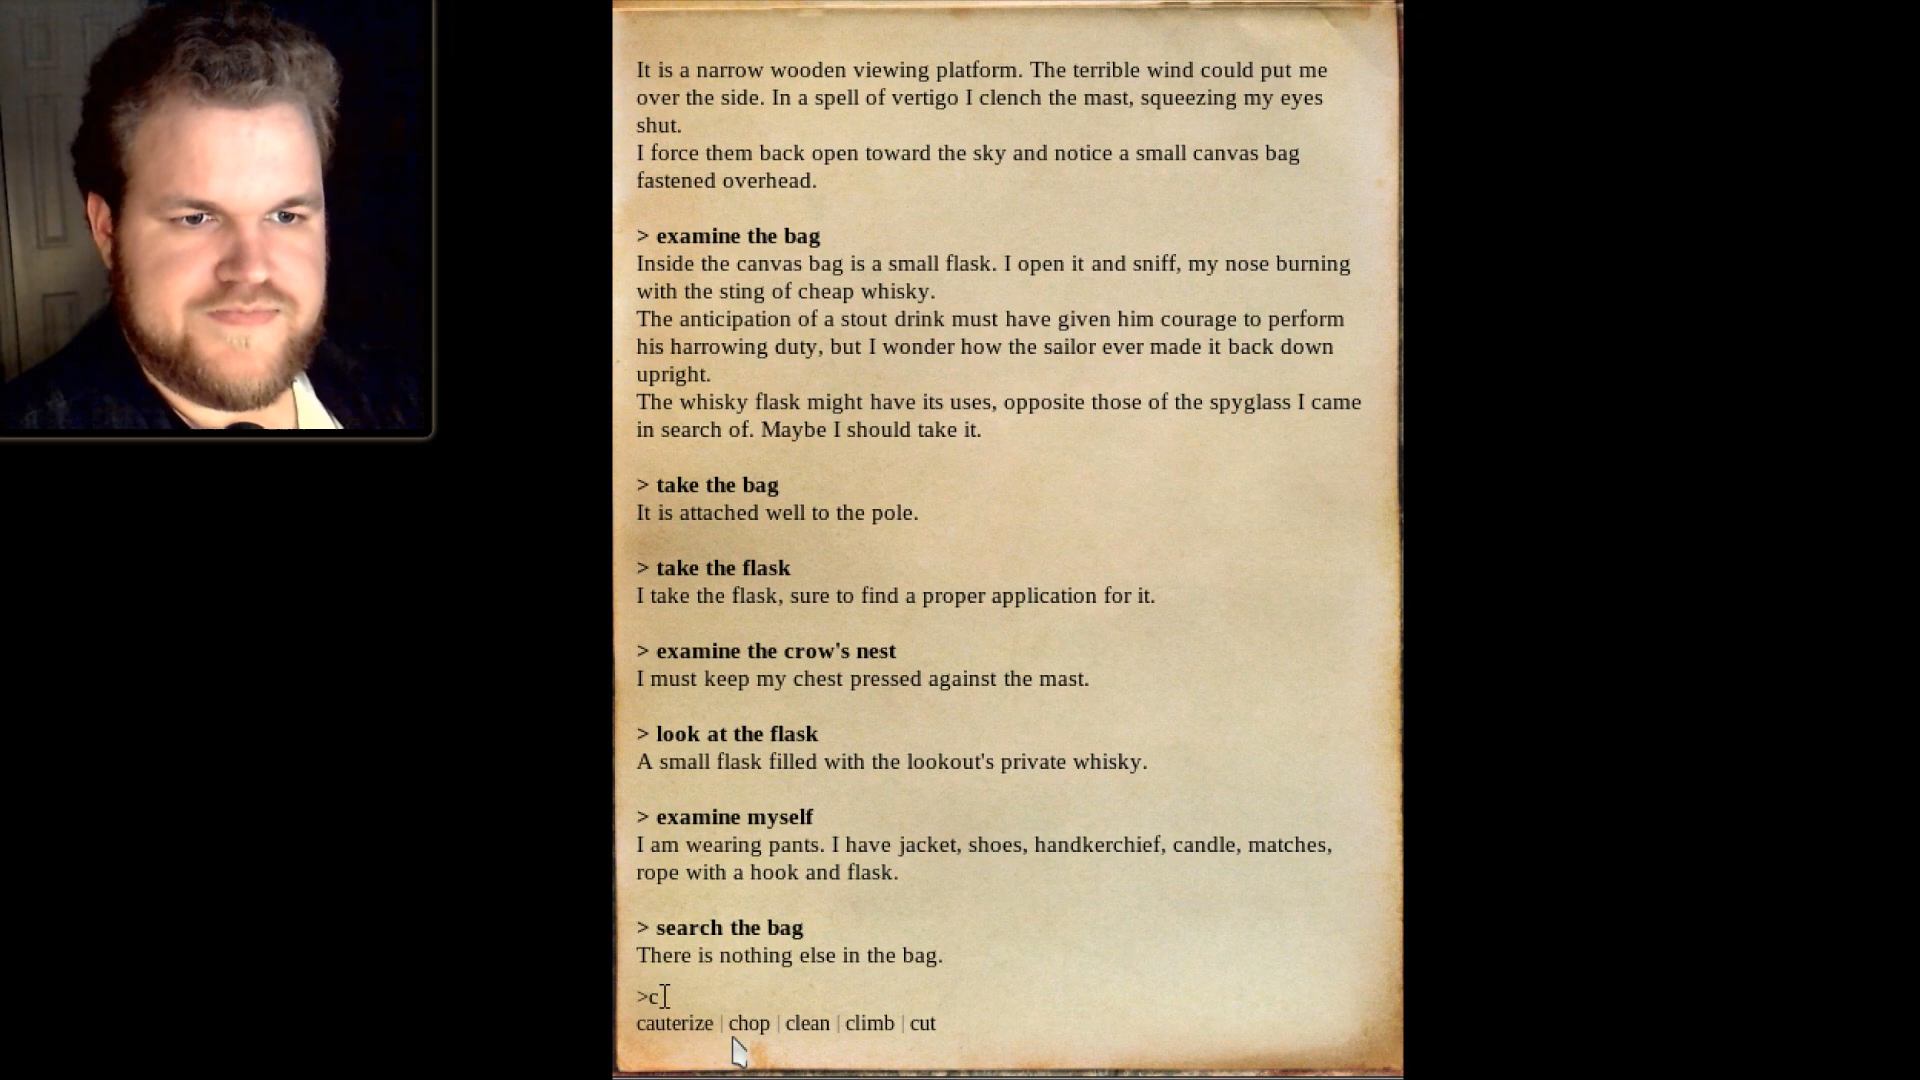 It is a narrow wooden viewing platform. The terrible wind could put me
over the side. In a spell of vertigo I clench the mast, squeezing my eyes
shut.
I force them back open toward the sky and notice a small canvas bag
fastened overhead.
> examine the bag
Inside the canvas bag is a small flask. I open it and sniff, my nose burning
with the sting of cheap whisky.
The anticipation of a stout drink must have given him courage to perform
his harrowing duty, but I wonder how the sailor ever made it back down
upright.
The whisky flask might have its uses, opposite those of the spyglass I came
in search of. Maybe I should take it.
> take the bag
It is attached well to the pole.
> take the flask
I take the flask, sure to find a proper application for it.
> examine the crow's nest
I must keep my chest pressed against the mast.
> look at the flask
A small flask filled with the lookout's private whisky.
> examine myself
I am wearing pants. I have jacket, shoes, handkerchief, candle, matches,
rope with a hook and flask.
> search the bag
There is nothing else in the bag.
>c
cauterize | chop | clean | climb | cut